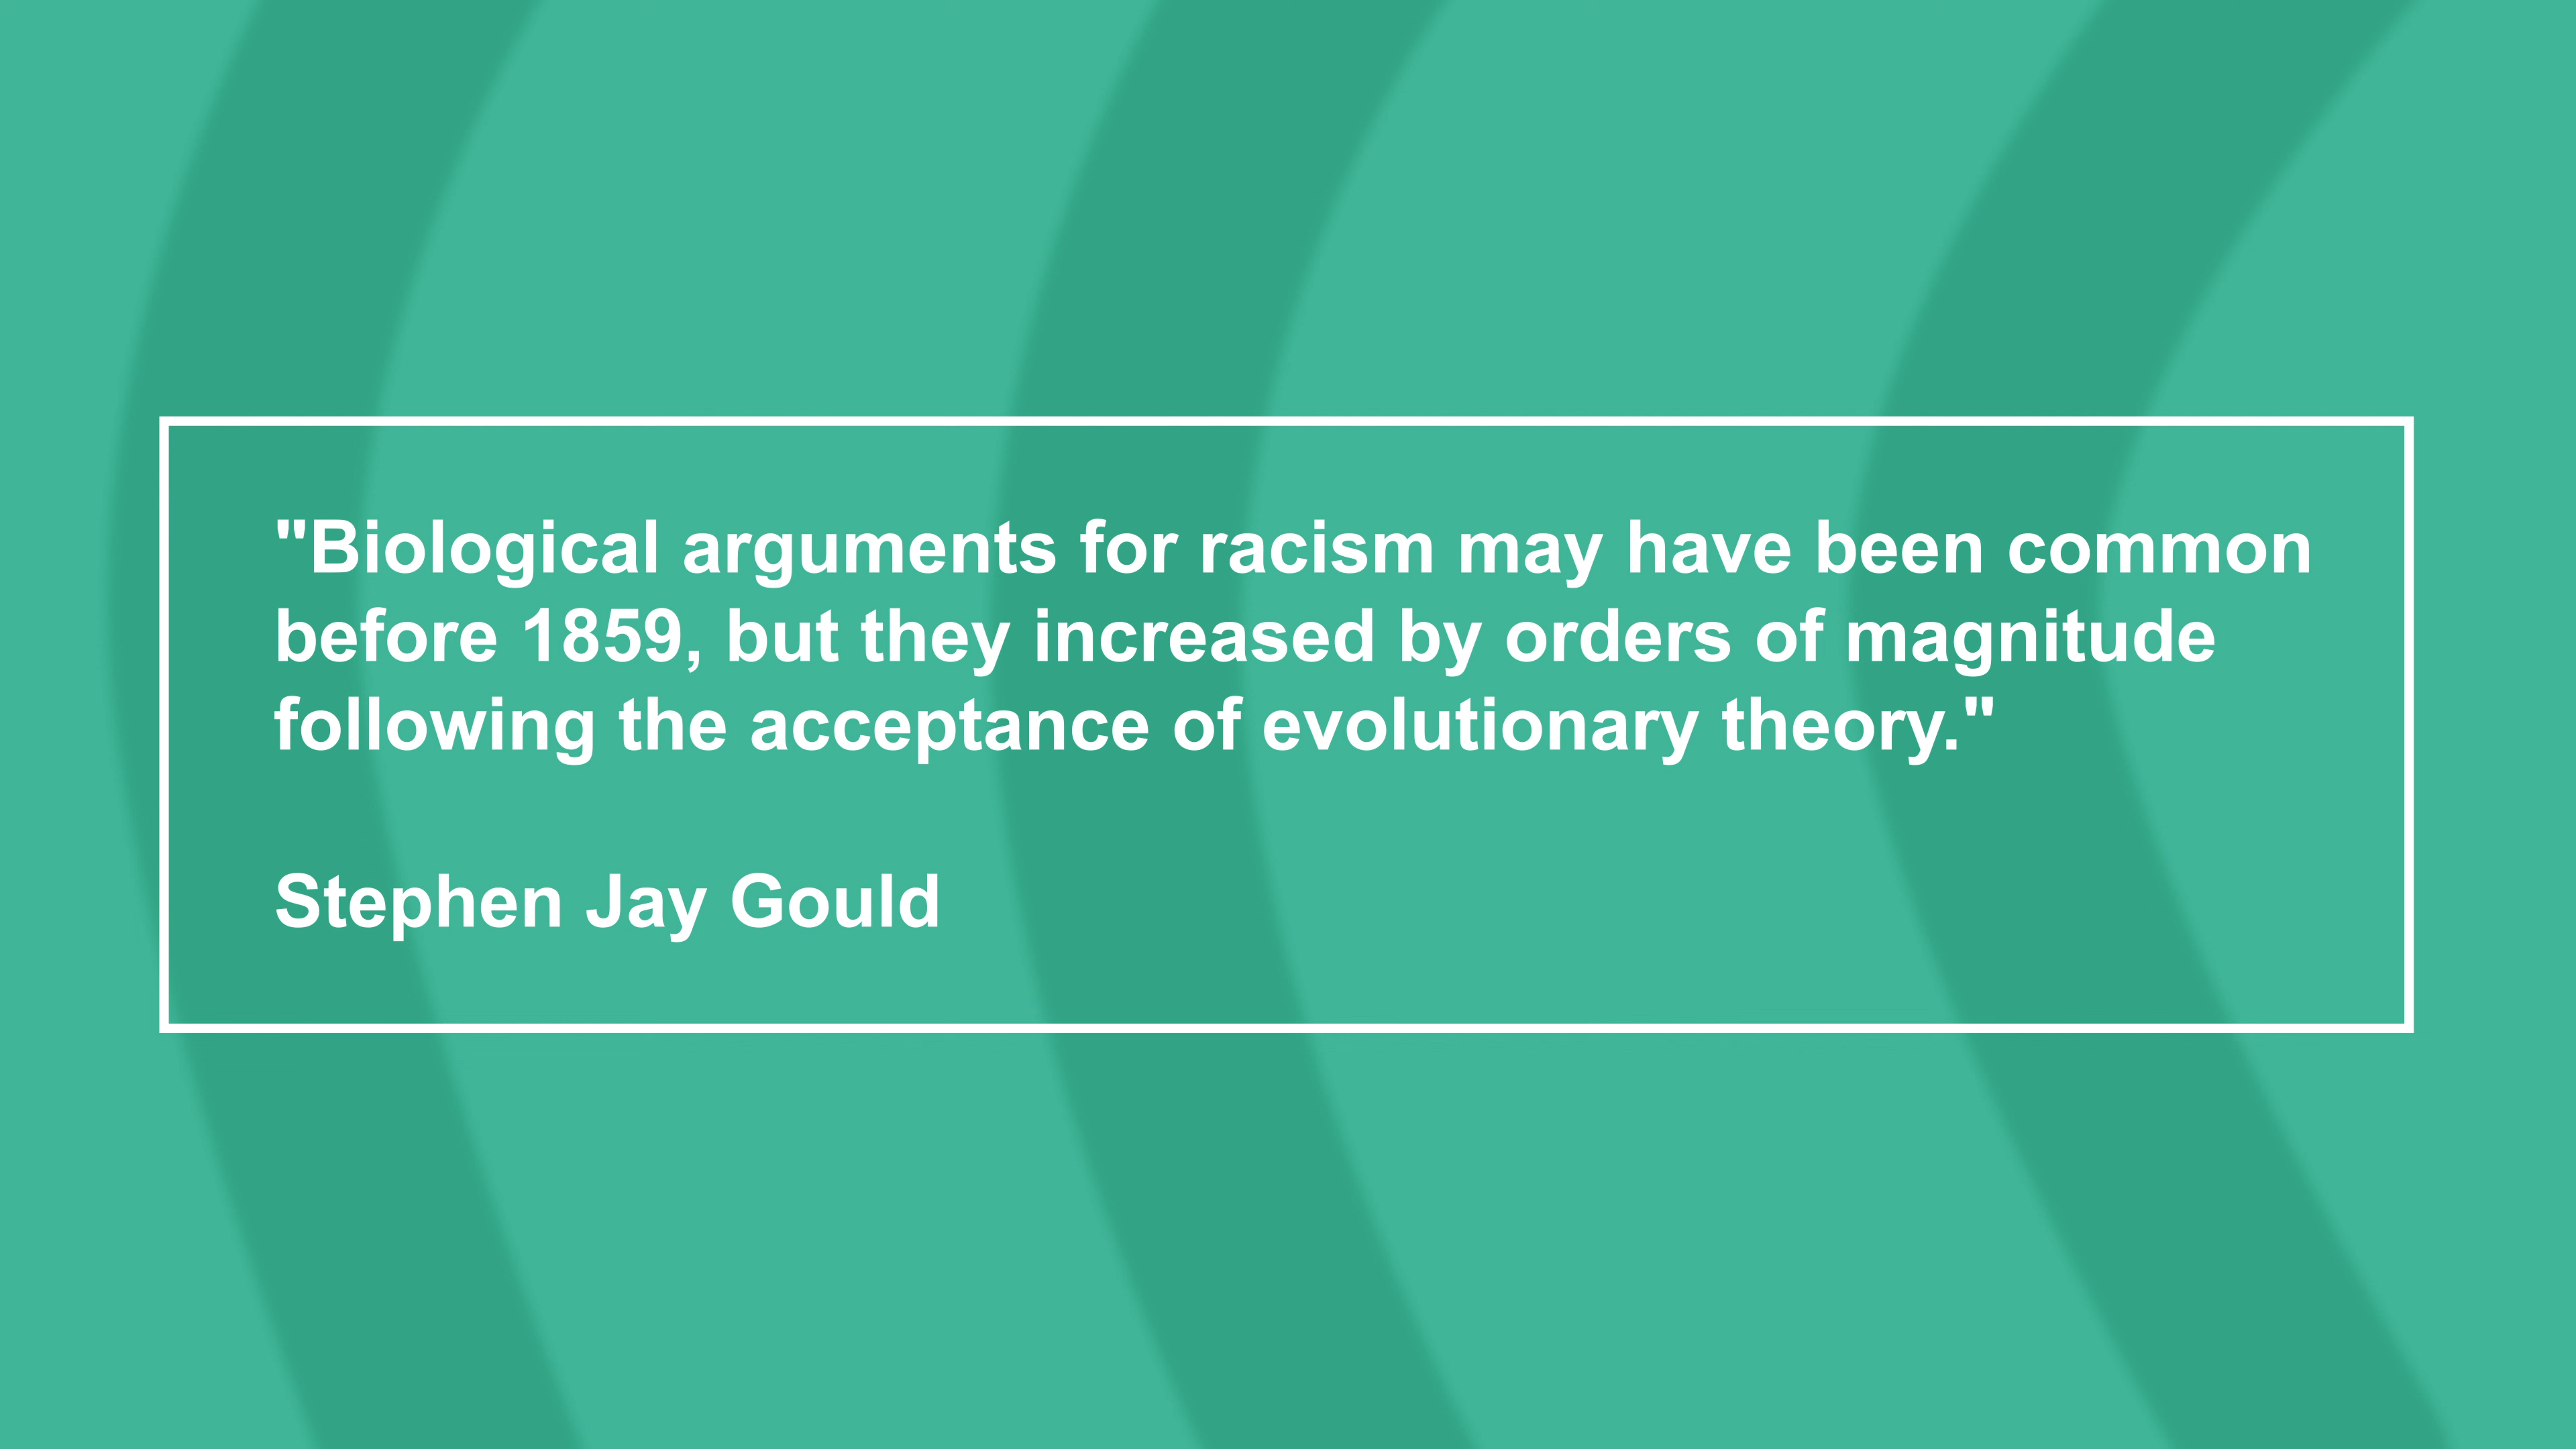 "Biological arguments for racism may have been common
before 1859, but they increased by orders of magnitude
following the acceptance of evolutionary theory."
Stephen Jay Gould